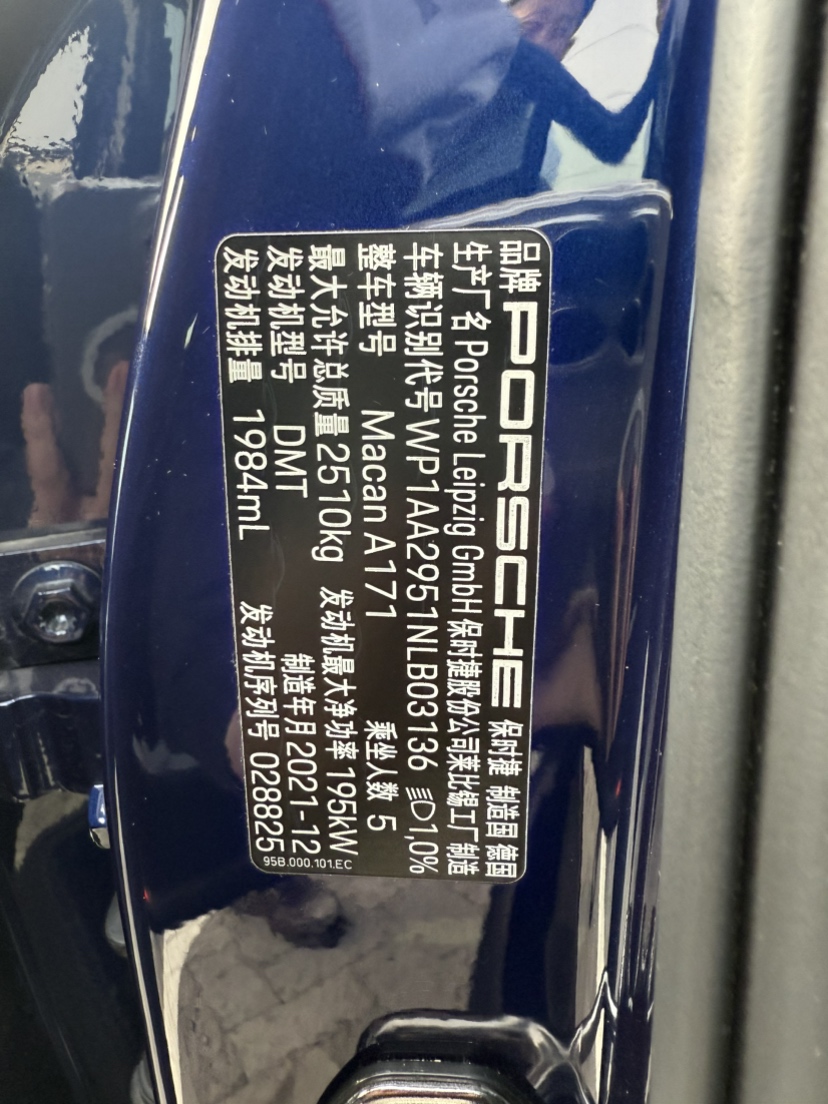 品牌 PORSCHE 保时捷 制造国 德国
生产厂名 Porsche Leipzig GmbH 保时捷股份公司莱比锡工厂制造
车辆识别代号 WP1AA2951NLB03136 1,0%
整车型号 Macan A171 乘坐人数 5
最大允许总质量 2510kg 发动机最大净功率 195kW
发动机型号 DMT 制造年月 2021-12
发动机排量 1984mL 发动机序列号 028825
95B.000.101.EC